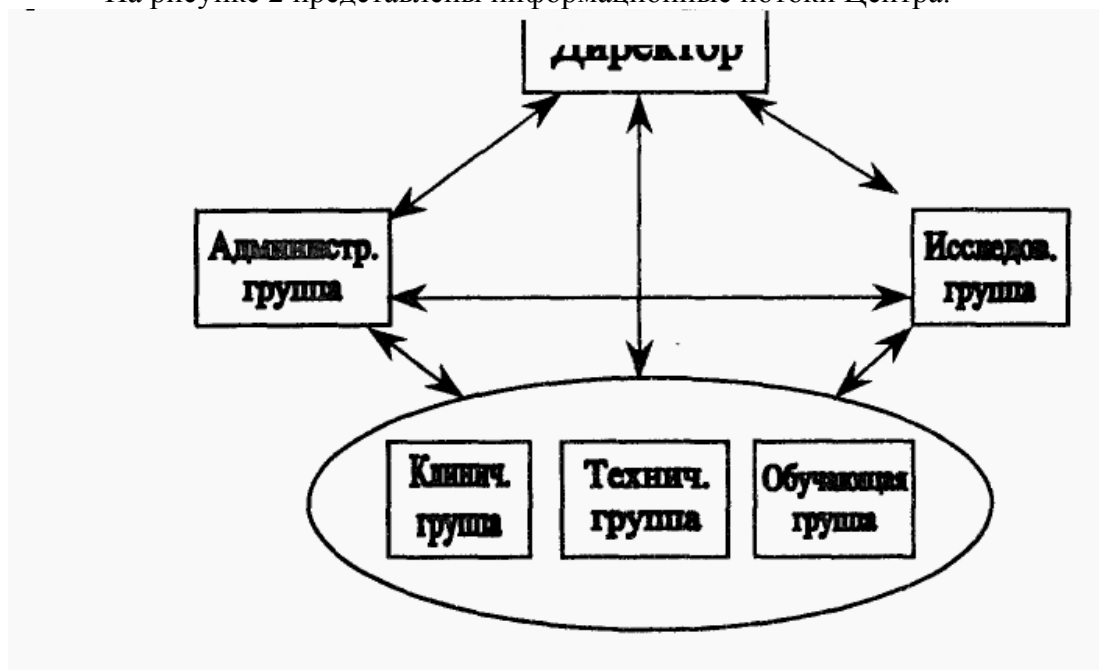 На рисунке 2 представлены информационные потоки Центра.
Директор
Администр.
группа
Исследов.
группа
Клинич.
группа
Технич.
группа
Обучающая
группа